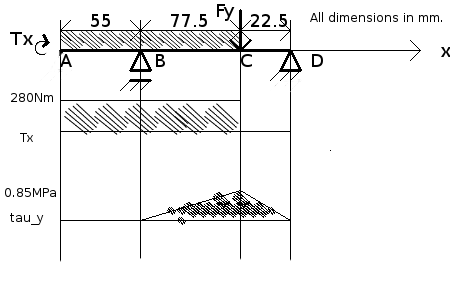 All dimensions in mm.
55 77.5 Fy 22.5
Tx
A B C D x
280Nm
Tx
0.85MPa
tau_y